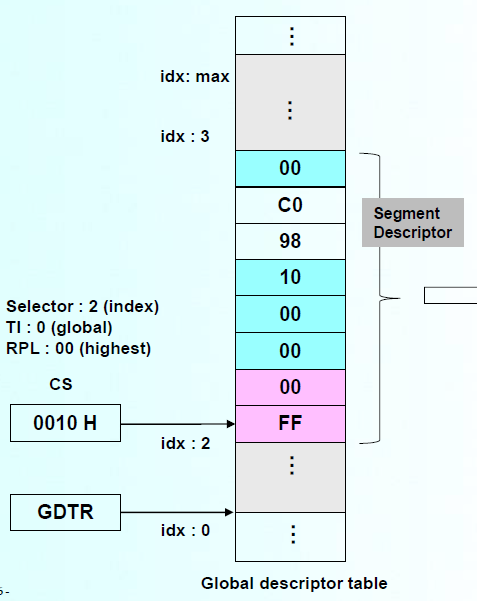 ⋮
idx: max
⋮
idx : 3
00
C0
Segment
Descriptor
98
10
Selector : 2 (index)
TI : 0 (global)
RPL : 00 (highest)
00
00
00
CS
0010 H
FF
idx : 2
⋮
GDTR
idx : 0
⋮
Global descriptor table